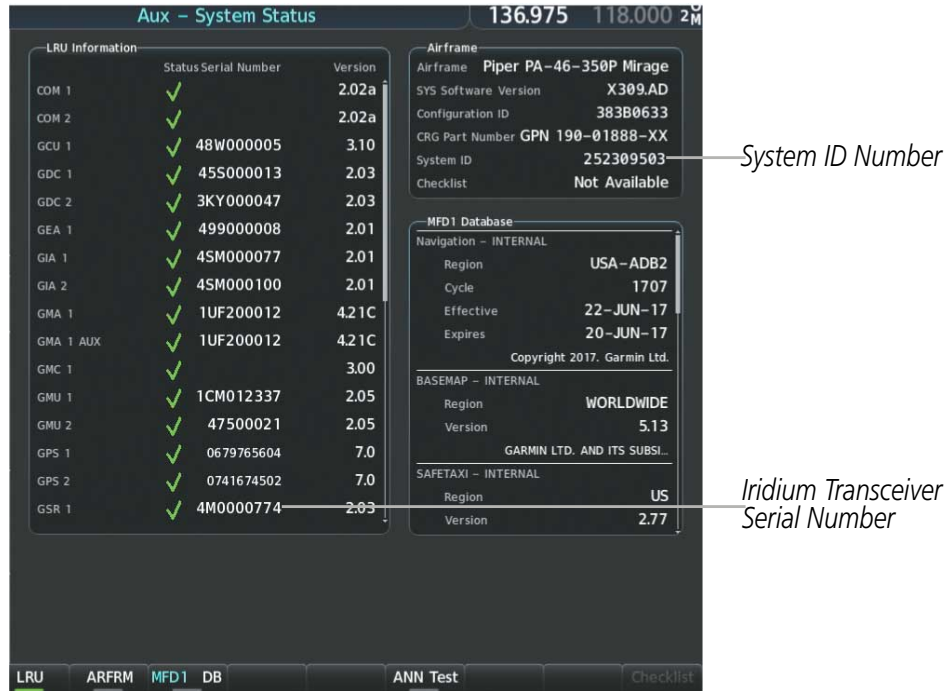 Aux – System Status
136.975 118.000
LRU Information
Status Serial Number Version
COM 1 ✓ 2.02a
COM 2 ✓ 2.02a
GCU 1 ✓ 48W000005 3.10
GDC 1 ✓ 45S000013 2.03
GDC 2 ✓ 3KY000047 2.03
GEA 1 ✓ 499000008 2.01
GIA 1 ✓ 4SM000077 2.01
GIA 2 ✓ 4SM000100 2.01
GMA 1 ✓ 1UF200012 4.21C
GMA 1 AUX ✓ 1UF200012 4.21C
GMC 1 ✓ 3.00
GMU 1 ✓ 1CM012337 2.05
GMU 2 ✓ 47500021 2.05
GPS 1 ✓ 0679765604 7.0
GPS 2 ✓ 0741674502 7.0
GSR 1 ✓ 4M0000774 2.03
Airframe
Airframe Piper PA-46-350P Mirage
SYS Software Version X309.AD
Configuration ID 383B0633
CRG Part Number GPN 190-01888-XX
System ID 252309503
Checklist Not Available
System ID Number
MFD1 Database
Navigation – INTERNAL
Region USA-ADB2
Cycle 1707
Effective 22-JUN-17
Expires 20-JUN-17
Copyright 2017. Garmin Ltd.
BASEMAP – INTERNAL
Region WORLDWIDE
Version 5.13
GARMIN LTD. AND ITS SUBSI...
SAFETAXI – INTERNAL
Region US
Version 2.77
Iridium Transceiver
Serial Number
LRU ARFRM MFD1 DB ANN Test Checklist